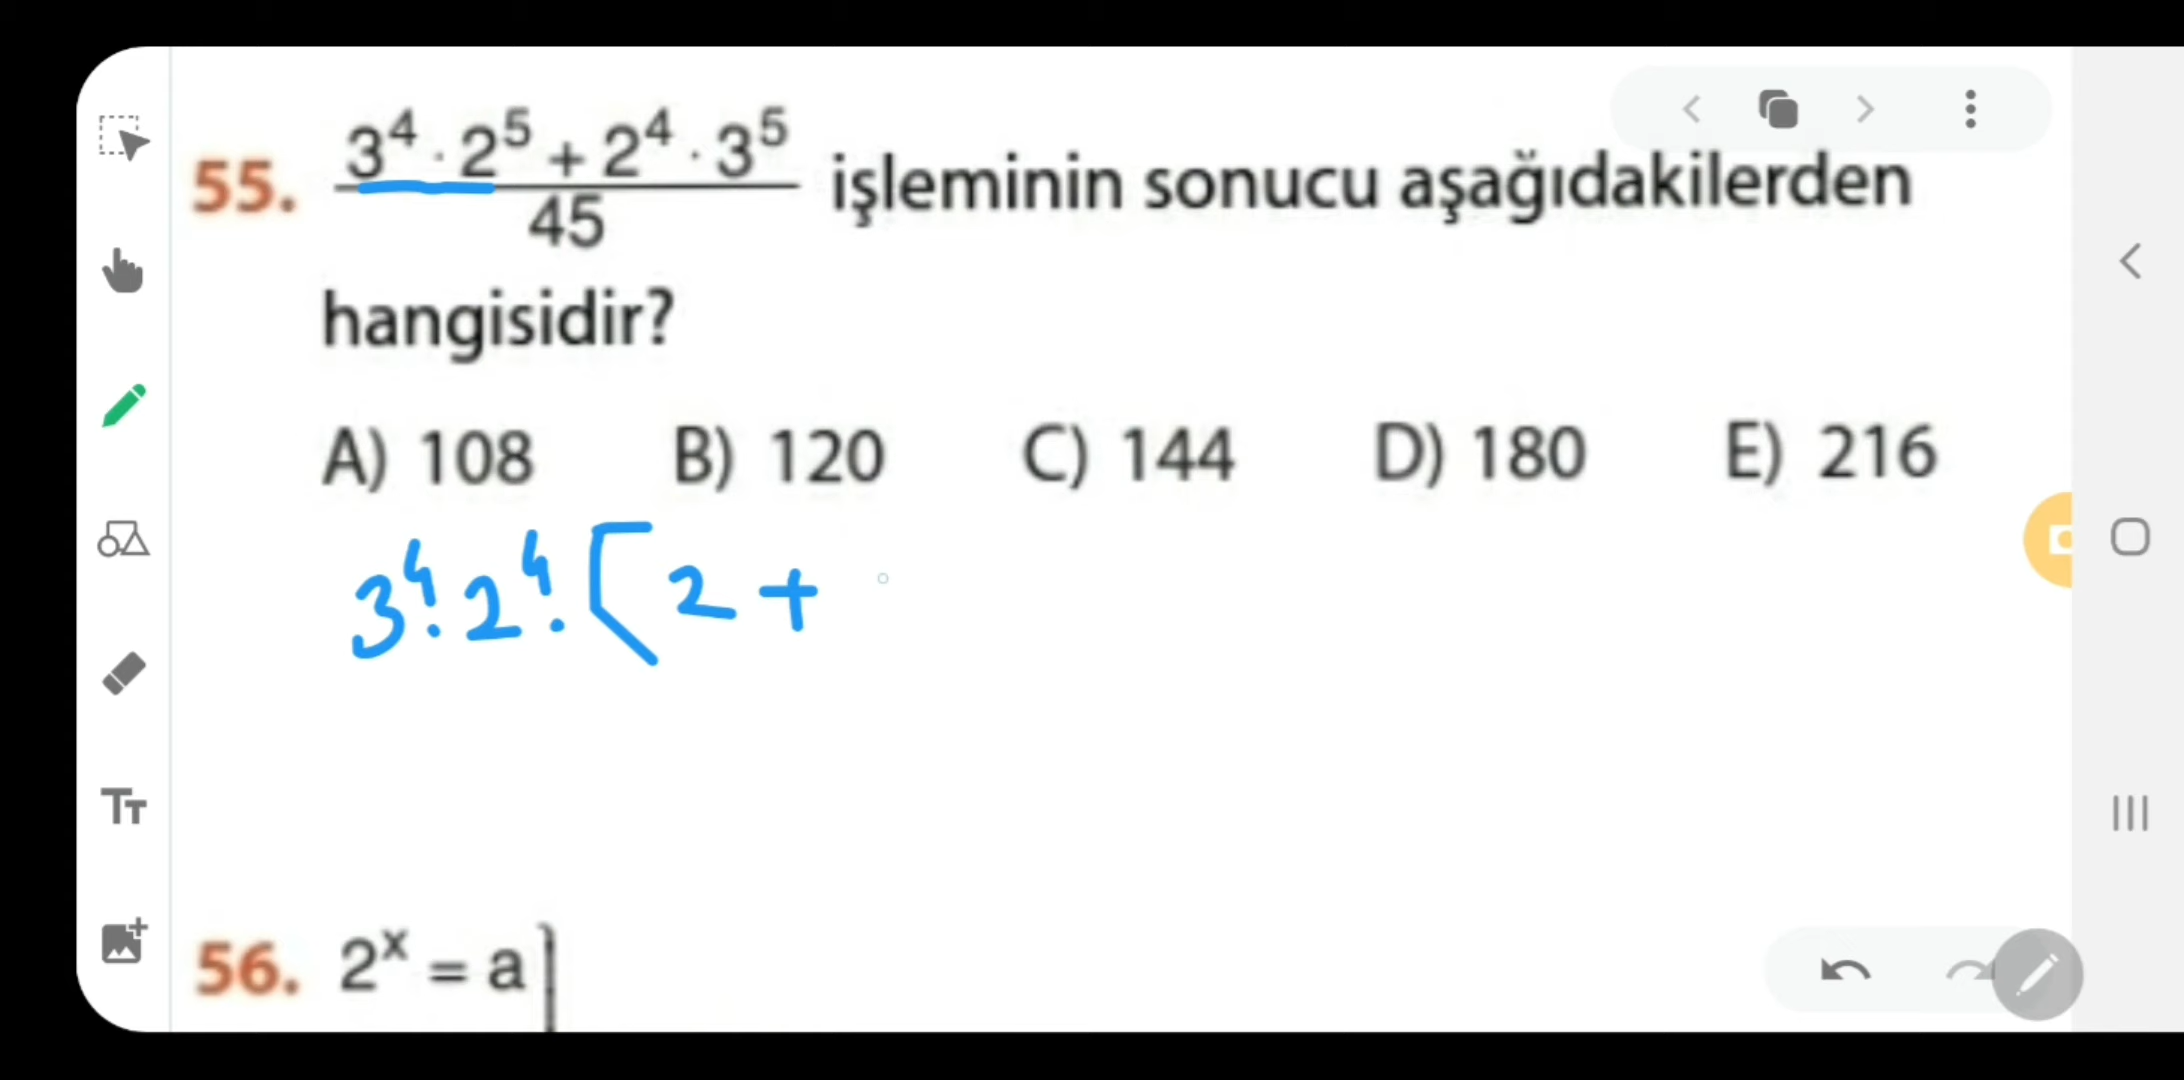 55. 3⁴ · 2⁵ + 2⁴ · 3⁵ / 45 işleminin sonucu aşağıdakilerden
hangisidir?
A) 108 B) 120 C) 144 D) 180 E) 216
3⁴ · 2⁴ · [2 +
56. 2ˣ = a
Tт